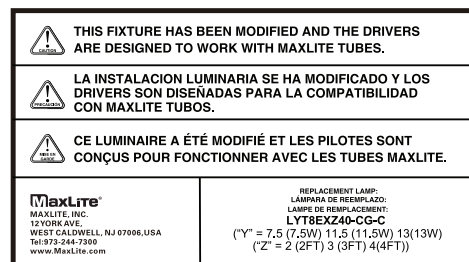 CAUTION
THIS FIXTURE HAS BEEN MODIFIED AND THE DRIVERS
ARE DESIGNED TO WORK WITH MAXLITE TUBES.
PRECAUCIÓN
LA INSTALACION LUMINARIA SE HA MODIFICADO Y LOS
DRIVERS SON DISEÑADAS PARA LA COMPATIBILIDAD
CON MAXLITE TUBOS.
MISE EN
GARDE
CE LUMINAIRE A ÉTÉ MODIFIÉ ET LES PILOTES SONT
CONÇUS POUR FONCTIONNER AVEC LES TUBES MAXLITE.
MaxLite®
MAXLITE, INC.
12 YORK AVE,
WEST CALDWELL, NJ 07006,USA
Tel:973-244-7300
www.MaxLite.com
REPLACEMENT LAMP:
LÁMPARA DE REEMPLAZO:
LAMPE DE REMPLACEMENT:
LYT8EXZ40-CG-C
("Y" = 7.5 (7.5W) 11.5 (11.5W) 13(13W)
("Z" = 2 (2FT) 3 (3FT) 4(4FT))